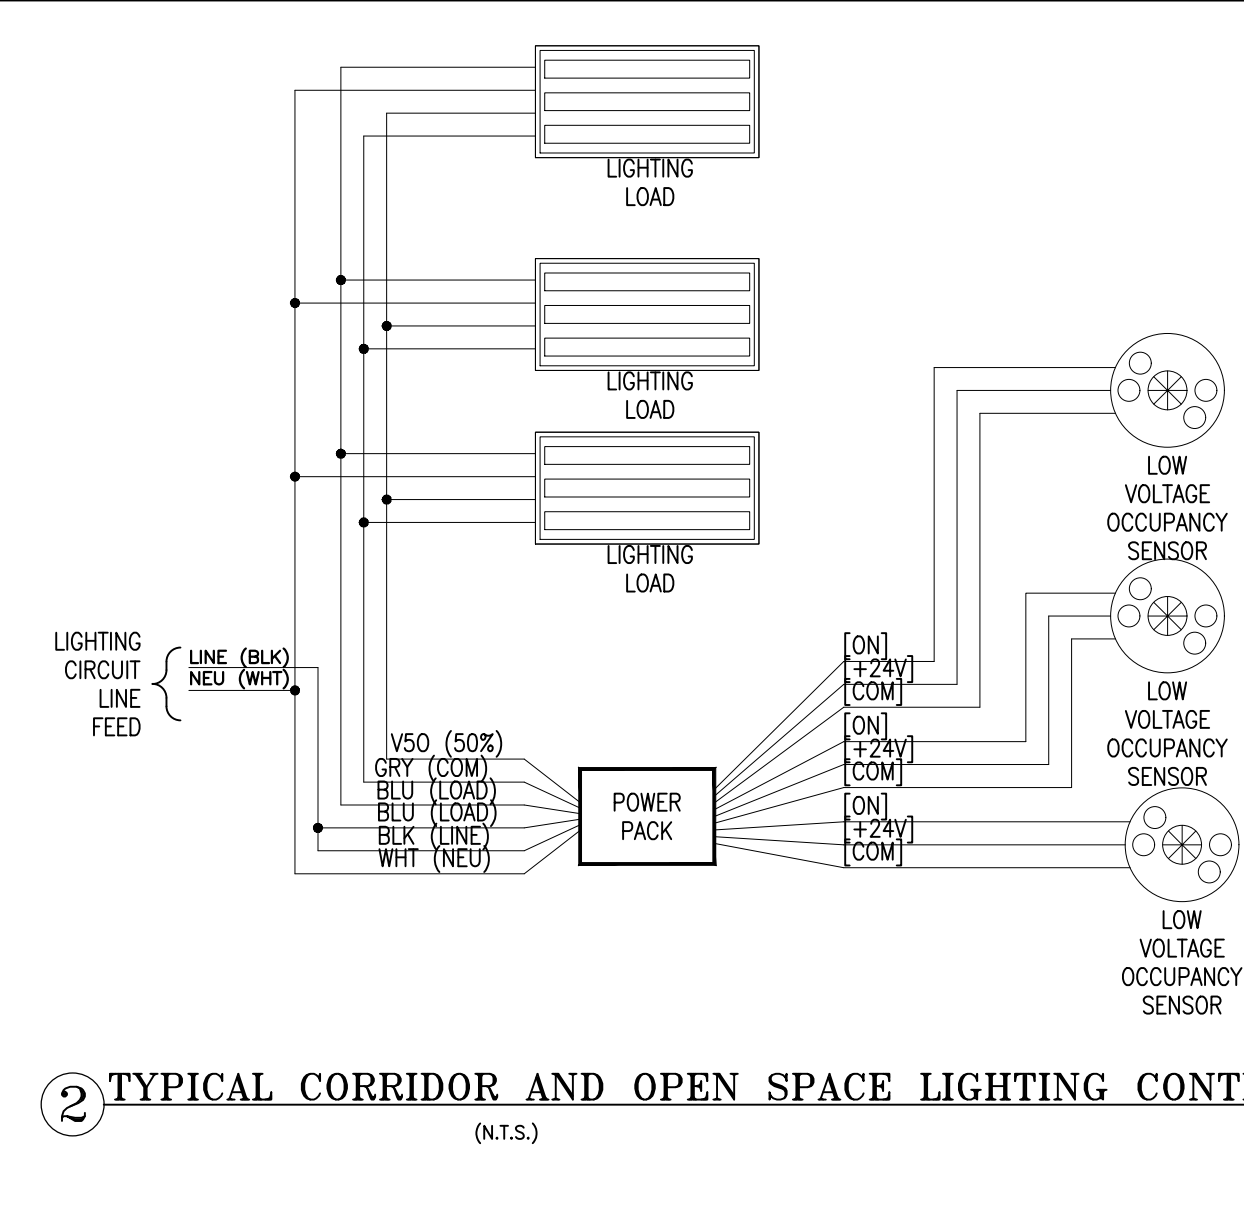 LIGHTING
LOAD
LIGHTING
LOAD
LIGHTING
LOAD
LOW
VOLTAGE
OCCUPANCY
SENSOR
LIGHTING
CIRCUIT
LINE
FEED
LINE (BLK)
NEU (WHT)
[ON]
[+24V]
[COM]
LOW
VOLTAGE
OCCUPANCY
SENSOR
[ON]
[+24V]
[COM]
V50 (50%)
GRY (COM)
BLU (LOAD)
BLU (LOAD)
BLK (LINE)
WHT (NEU)
POWER
PACK
[ON]
[+24V]
[COM]
LOW
VOLTAGE
OCCUPANCY
SENSOR
2 TYPICAL CORRIDOR AND OPEN SPACE LIGHTING
(N.T.S.)